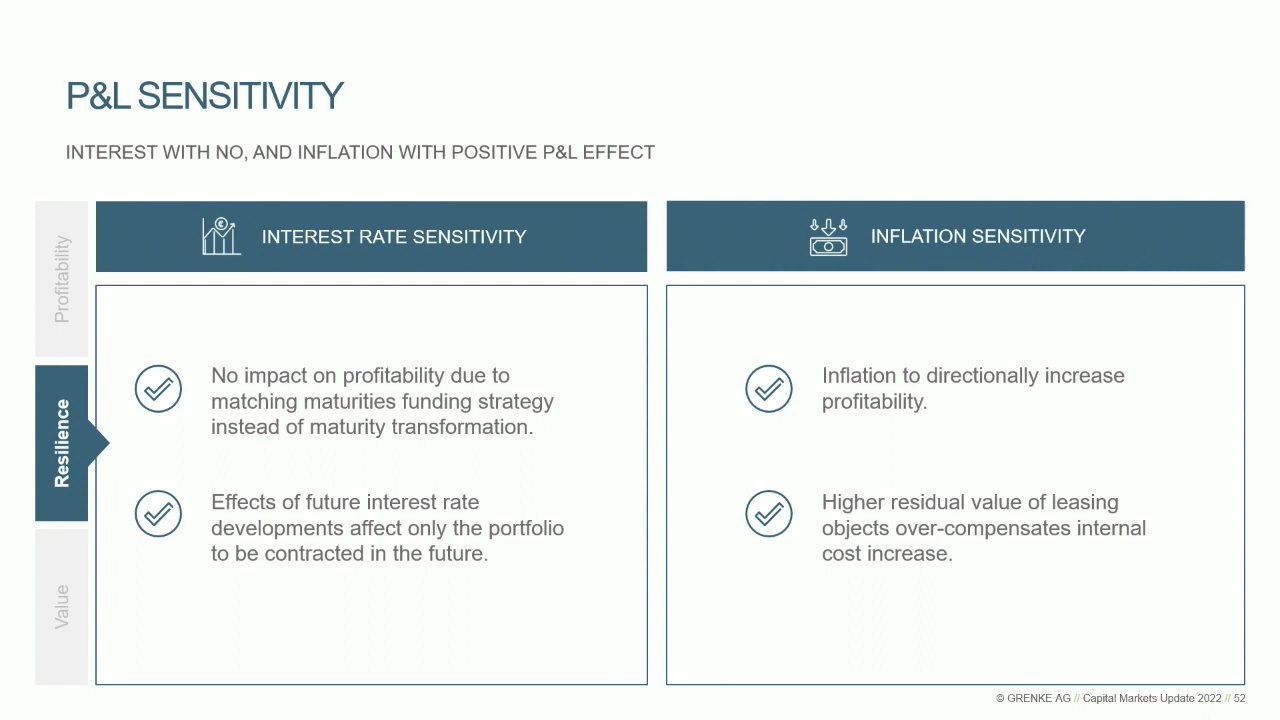 P&L SENSITIVITY
INTEREST WITH NO, AND INFLATION WITH POSITIVE P&L EFFECT
Profitability
Resilience
Value
€
INTEREST RATE SENSITIVITY
No impact on profitability due to
matching maturities funding strategy
instead of maturity transformation.
Effects of future interest rate
developments affect only the portfolio
to be contracted in the future.
INFLATION SENSITIVITY
Inflation to directionally increase
profitability.
Higher residual value of leasing
objects over-compensates internal
cost increase.
© GRENKE AG // Capital Markets Update 2022 // 52